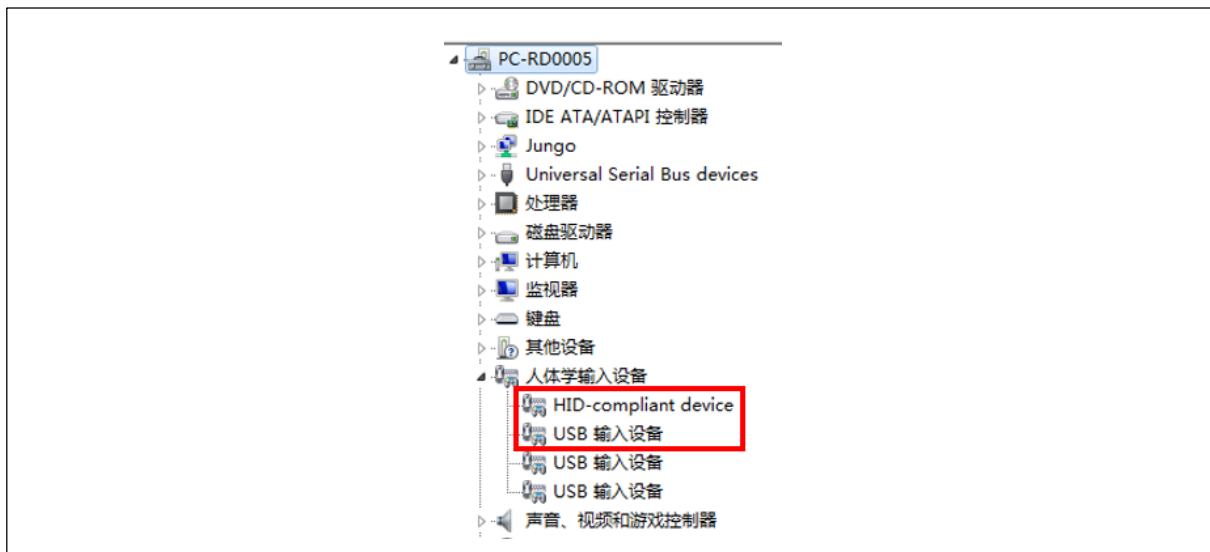 PC-RD0005
DVD/CD-ROM 驱动器
IDE ATA/ATAPI 控制器
Jungo
Universal Serial Bus devices
处理器
磁盘驱动器
计算机
监视器
键盘
其他设备
人体学输入设备
HID-compliant device
USB 输入设备
USB 输入设备
USB 输入设备
声音、视频和游戏控制器